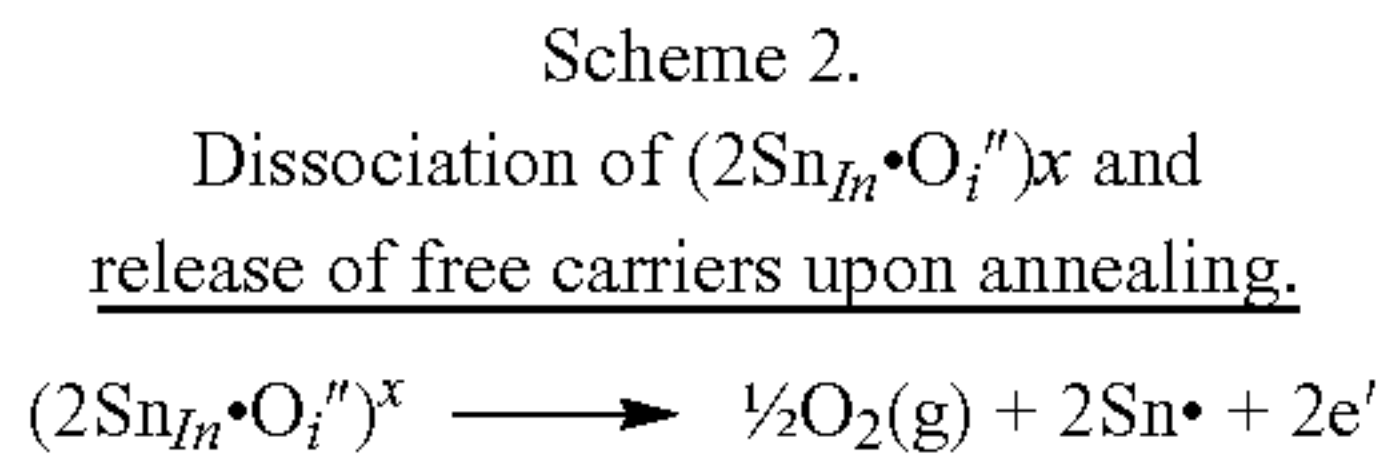 Scheme 2.
Dissociation of (2Sn_In•O_i″)x and
release of free carriers upon annealing.
(2Sn_In•O_i″)^x ⟶ ½O₂(g) + 2Sn• + 2e′